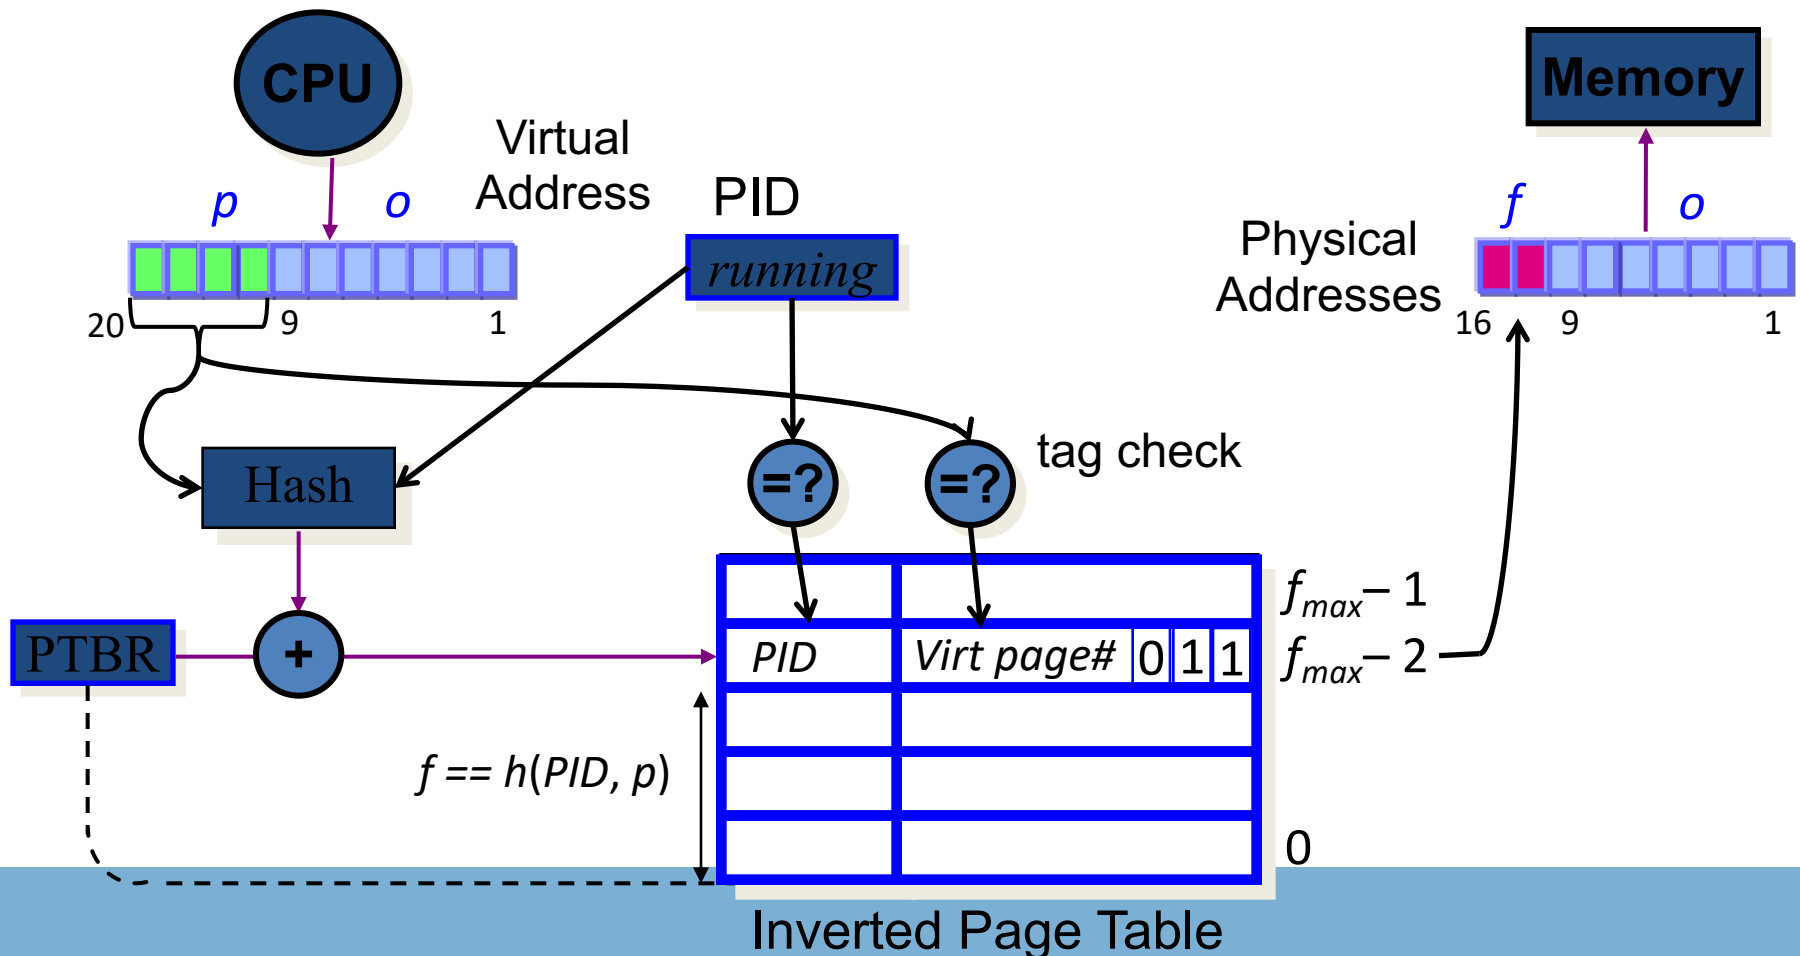 CPU
Memory
Virtual
Address
PID
p
o
f
o
running
Physical
Addresses
20
9
1
16
9
1
Hash
=?
=?
tag check
PTBR
+
PID
Virt page#
0
1
1
fmax– 1
fmax– 2
f == h(PID, p)
0
Inverted Page Table